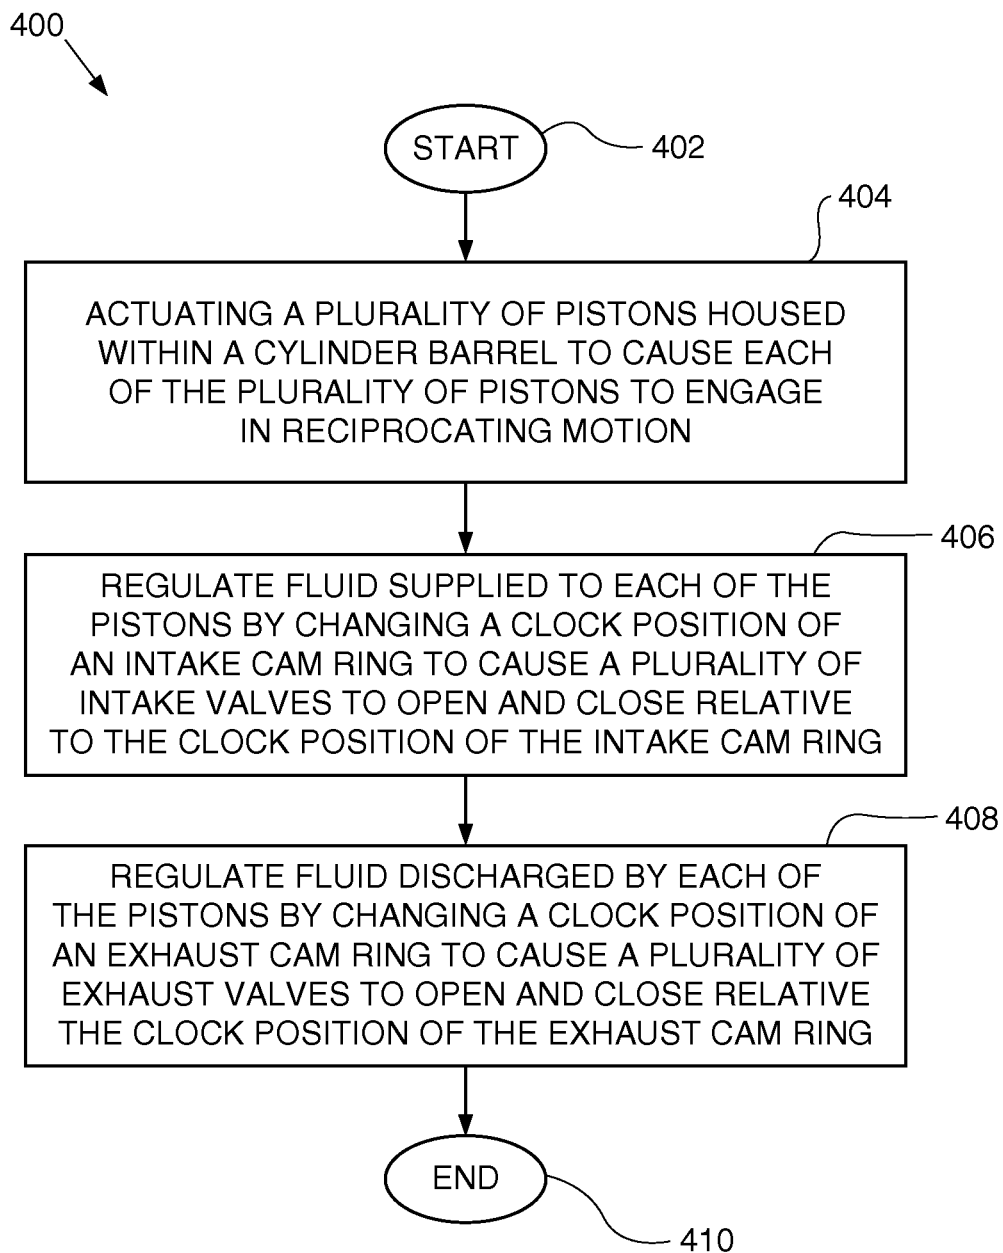 400
START
402
404
ACTUATING A PLURALITY OF PISTONS HOUSED
WITHIN A CYLINDER BARREL TO CAUSE EACH
OF THE PLURALITY OF PISTONS TO ENGAGE
IN RECIPROCATING MOTION
406
REGULATE FLUID SUPPLIED TO EACH OF THE
PISTONS BY CHANGING A CLOCK POSITION OF
AN INTAKE CAM RING TO CAUSE A PLURALITY OF
INTAKE VALVES TO OPEN AND CLOSE RELATIVE
TO THE CLOCK POSITION OF THE INTAKE CAM RING
408
REGULATE FLUID DISCHARGED BY EACH OF
THE PISTONS BY CHANGING A CLOCK POSITION OF
AN EXHAUST CAM RING TO CAUSE A PLURALITY OF
EXHAUST VALVES TO OPEN AND CLOSE RELATIVE
THE CLOCK POSITION OF THE EXHAUST CAM RING
END
410